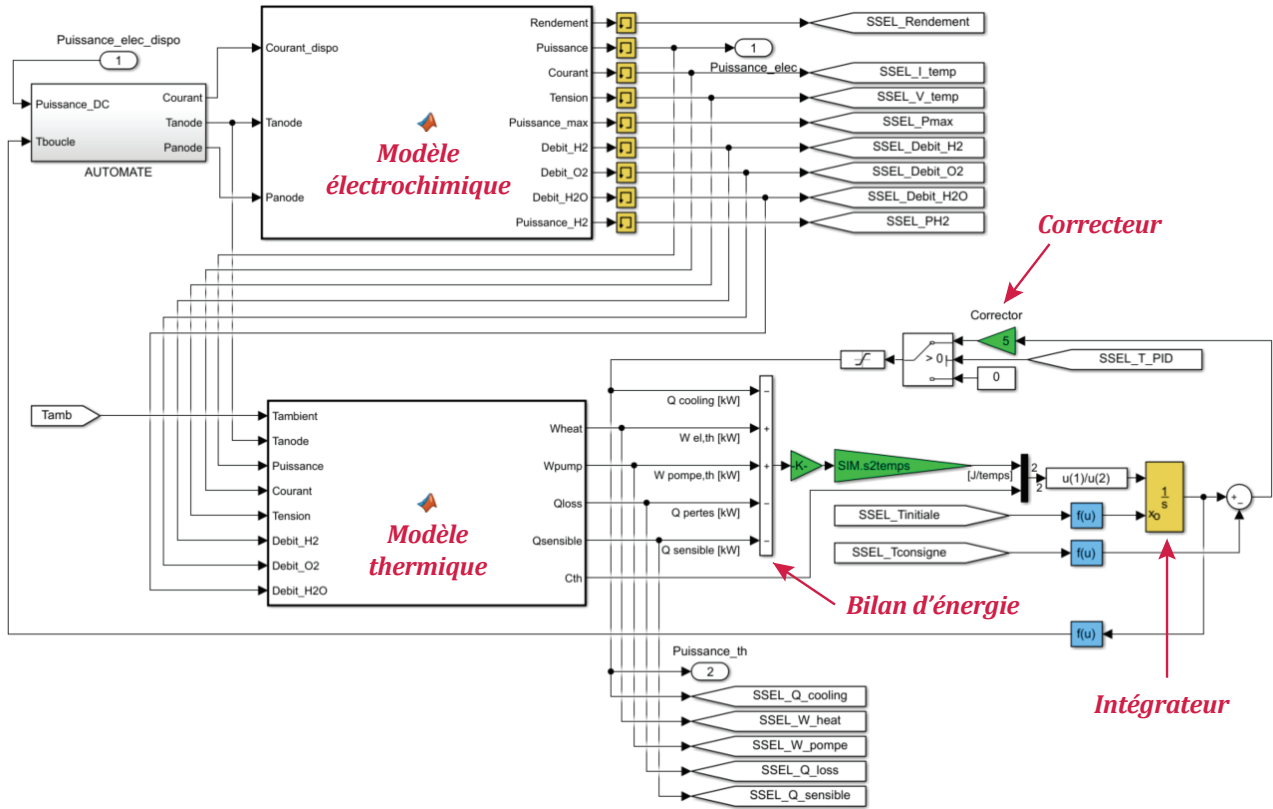 Puissance_elec_dispo
1
Puissance_DC
Tboucle
Courant
Tanode
Panode
AUTOMATE
Courant_dispo
Tanode
Panode
Modèle
électrochimique
Rendement
Puissance
Courant
Tension
Puissance_max
Debit_H2
Debit_O2
Debit_H2O
Puissance_H2
SSEL_Rendement
1
Puissance_elec
SSEL_I_temp
SSEL_V_temp
SSEL_Pmax
SSEL_Debit_H2
SSEL_Debit_O2
SSEL_Debit_H2O
SSEL_PH2
Correcteur
Corrector
5
> 0
SSEL_T_PID
0
Tamb
Tambient
Tanode
Puissance
Courant
Tension
Debit_H2
Debit_O2
Debit_H2O
Modèle
thermique
Wheat
Wpump
Qloss
Qsensible
Cth
Q cooling [kW]
W el,th [kW]
W pompe,th [kW]
Q pertes [kW]
Q sensible [kW]
−
+
+
−
−
-K-
SIM.s2temps
[J/temps]
2
2
u(1)/u(2)
1
s
xo
+
−
SSEL_Tinitiale
f(u)
SSEL_Tconsigne
f(u)
Bilan d'énergie
f(u)
Intégrateur
Puissance_th
2
SSEL_Q_cooling
SSEL_W_heat
SSEL_W_pompe
SSEL_Q_loss
SSEL_Q_sensible